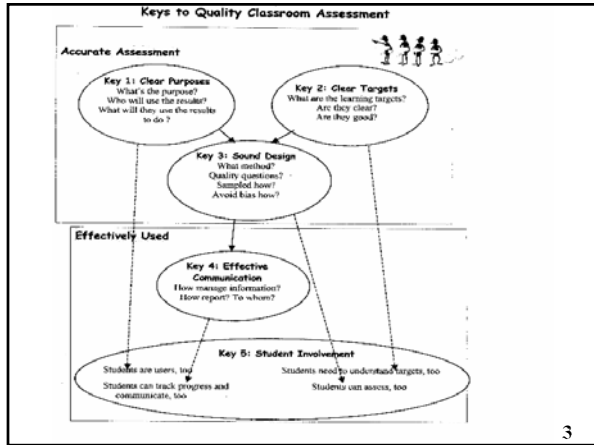 Keys to Quality Classroom Assessment
Accurate Assessment
Key 1: Clear Purposes
What's the purpose?
Who will use the results?
What will they use the results
to do ?
Key 2: Clear Targets
What are the learning targets?
Are they clear?
Are they good?
Key 3: Sound Design
What method?
Quality questions?
Sampled how?
Avoid bias how?
Effectively Used
Key 4: Effective
Communication
How manage information?
How report? To whom?
Key 5: Student Involvement
Students are users, too
Students need to understand targets, too
Students can track progress and
communicate, too
Students can assess, too
3